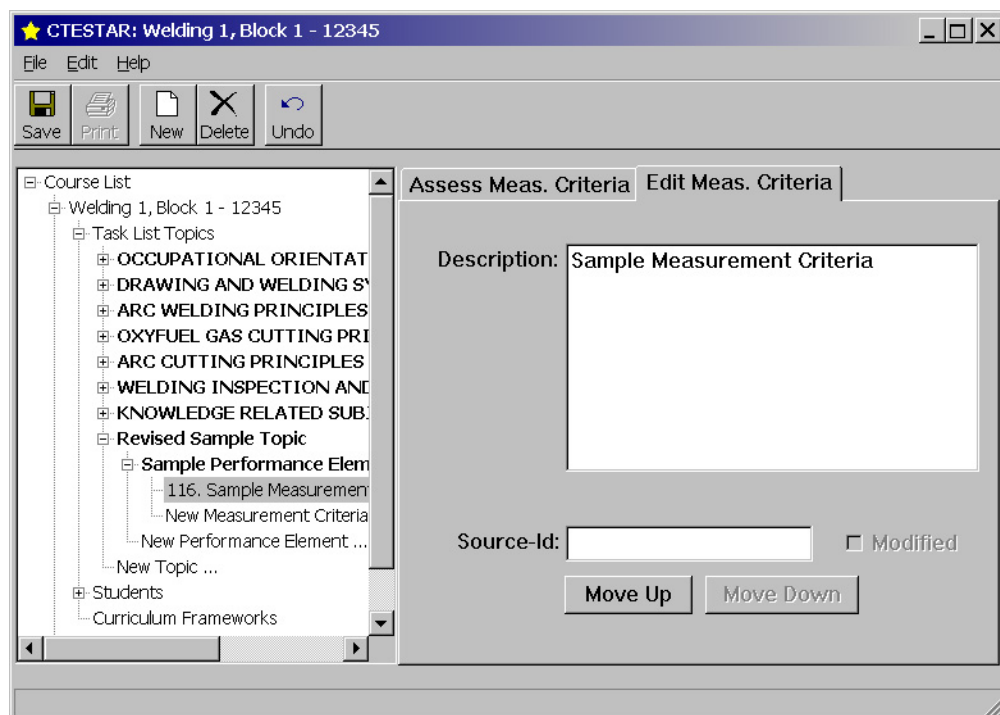 CTESTAR: Welding 1, Block 1 - 12345
File Edit Help
Save Print New Delete Undo
Course List
Welding 1, Block 1 - 12345
Task List Topics
OCCUPATIONAL ORIENTAT
DRAWING AND WELDING SY
ARC WELDING PRINCIPLES
OXYFUEL GAS CUTTING PRI
ARC CUTTING PRINCIPLES
WELDING INSPECTION AND
KNOWLEDGE RELATED SUBJ
Revised Sample Topic
Sample Performance Elem
116. Sample Measurement
New Measurement Criteria
New Performance Element ...
New Topic ...
Students
Curriculum Frameworks
Assess Meas. Criteria Edit Meas. Criteria
Description: Sample Measurement Criteria
Source-Id: Modified
Move Up Move Down